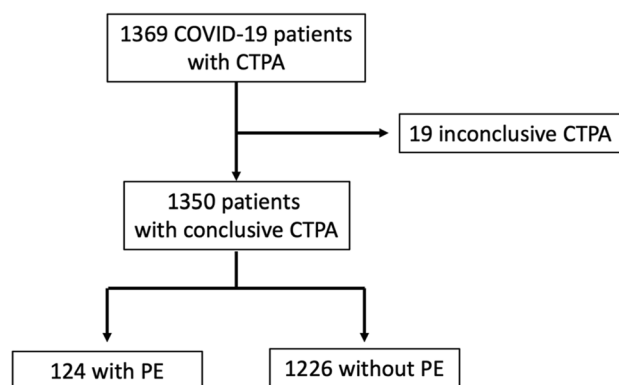 1369 COVID-19 patients
with CTPA
19 inconclusive CTPA
1350 patients
with conclusive CTPA
124 with PE
1226 without PE